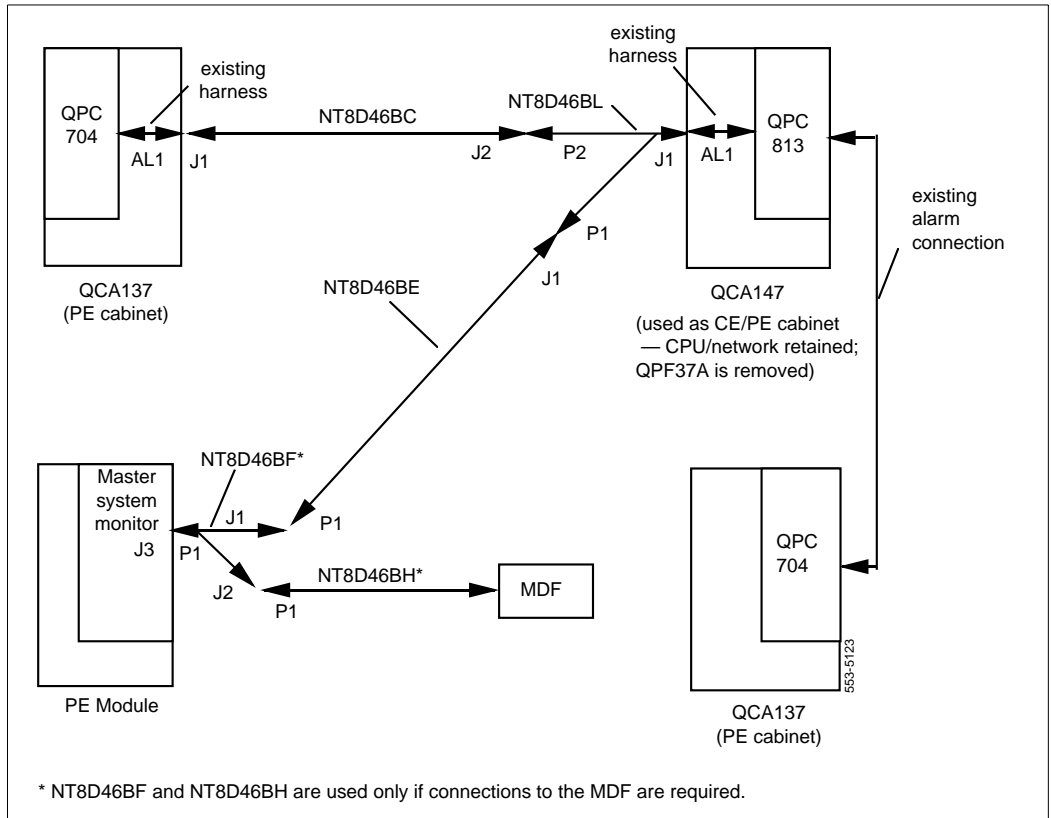 existing
harness
QPC
704
AL1
J1
NT8D46BC
J2
NT8D46BL
P2
existing
harness
J1
AL1
QPC
813
P1
J1
existing
alarm
connection
QCA137
(PE cabinet)
NT8D46BE
QCA147
(used as CE/PE cabinet
— CPU/network retained;
QPF37A is removed)
Master
system
monitor
J3
NT8D46BF*
P1
J1
P1
J2
NT8D46BH*
P1
MDF
QPC
704
553-5123
PE Module
QCA137
(PE cabinet)
* NT8D46BF and NT8D46BH are used only if connections to the MDF are required.